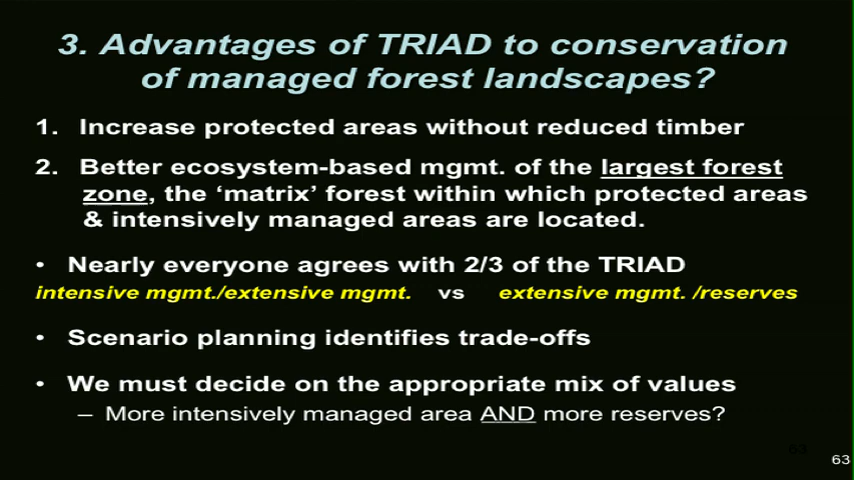 3. Advantages of TRIAD to conservation
of managed forest landscapes?
1. Increase protected areas without reduced timber
2. Better ecosystem-based mgmt. of the largest forest
zone, the ‘matrix’ forest within which protected areas
& intensively managed areas are located.
• Nearly everyone agrees with 2/3 of the TRIAD
intensive mgmt./extensive mgmt. vs extensive mgmt. /reserves
• Scenario planning identifies trade-offs
• We must decide on the appropriate mix of values
– More intensively managed area AND more reserves?
63
63